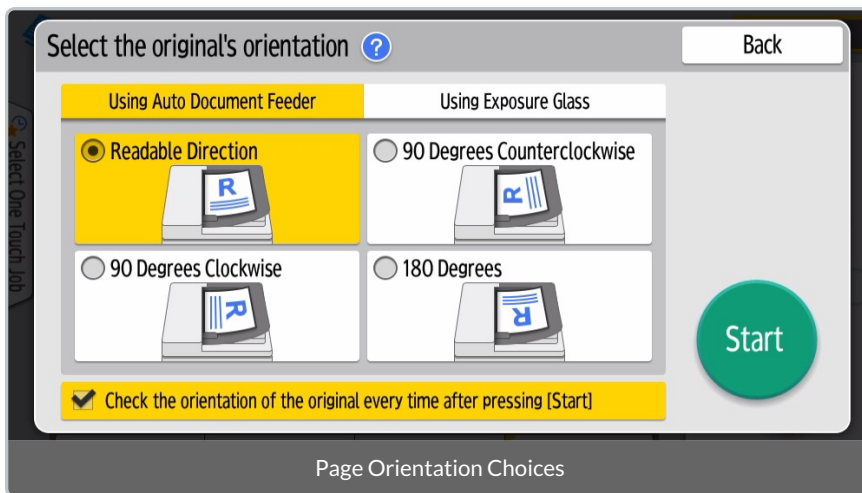 Select the original's orientation ?
Back
Using Auto Document Feeder
Using Exposure Glass
Readable Direction
R
90 Degrees Counterclockwise
R
90 Degrees Clockwise
R
180 Degrees
R
Select One Touch Job
Start
Check the orientation of the original every time after pressing [Start]
Page Orientation Choices